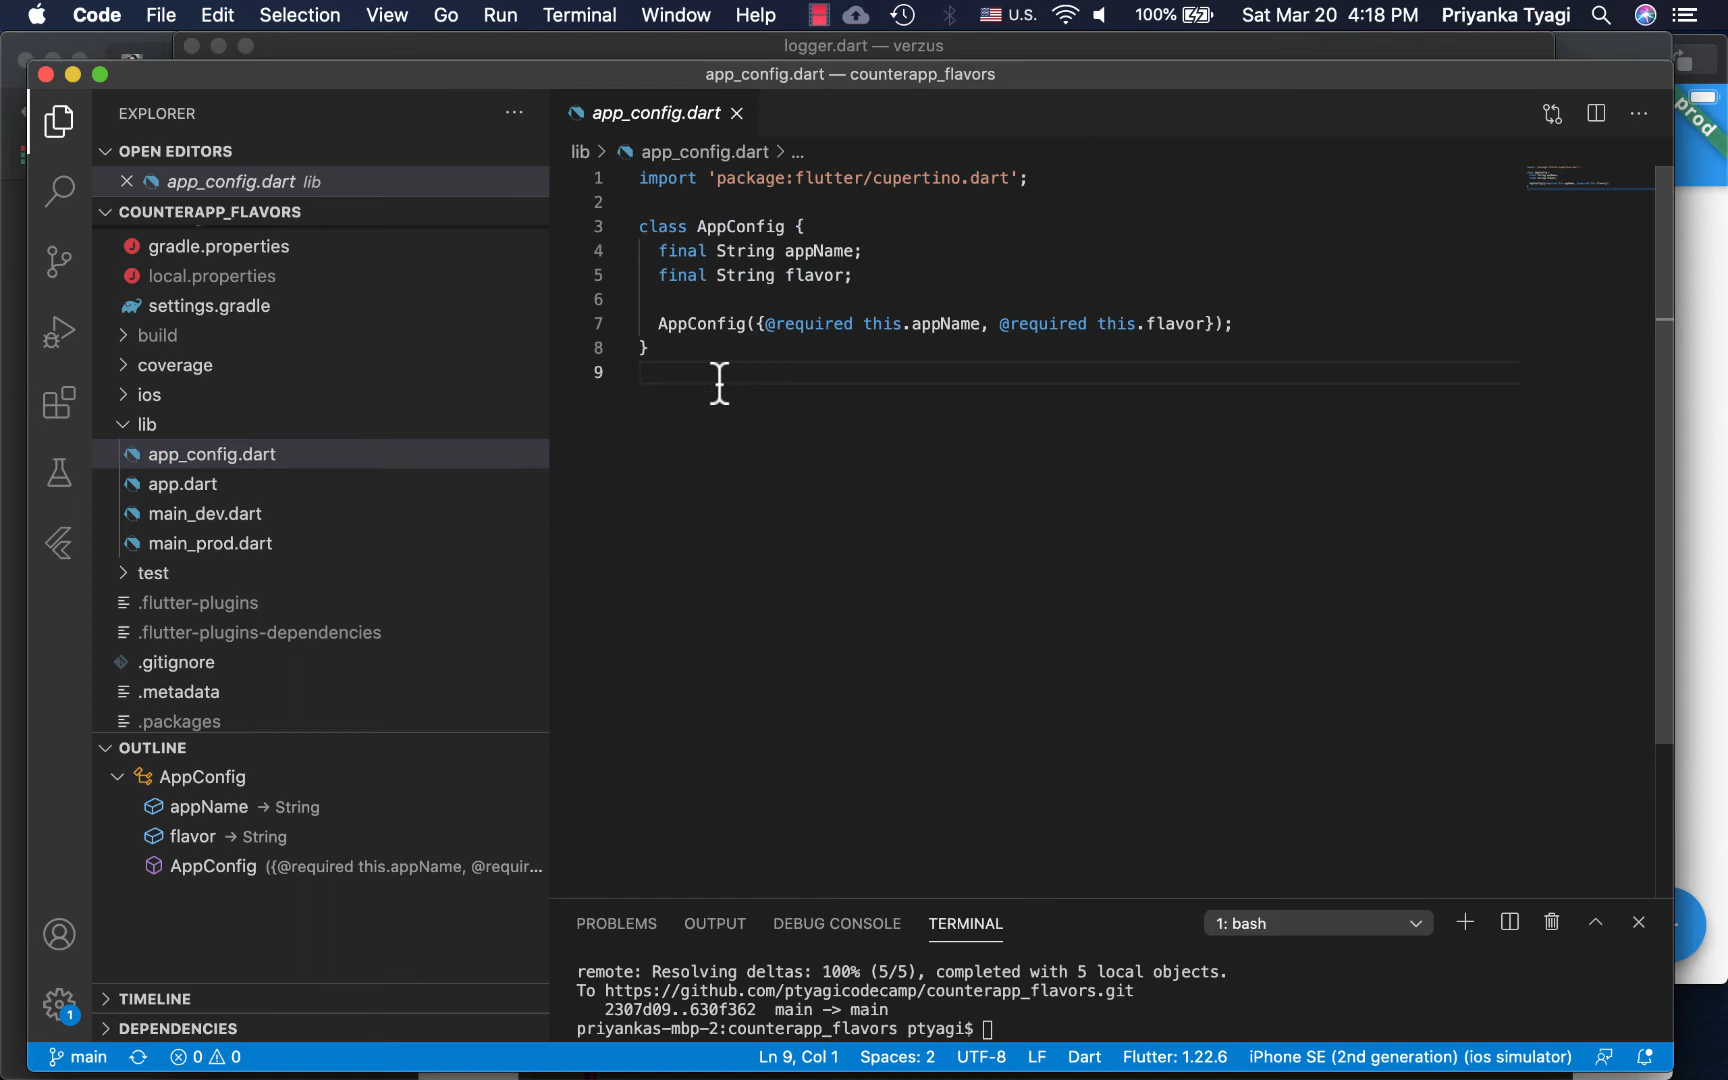 Code File Edit Selection View Go Run Terminal Window Help U.S. 100% Sat Mar 20 4:18 PM Priyanka Tyagi
logger.dart — verzus
app_config.dart — counterapp_flavors
prod
EXPLORER
OPEN EDITORS
app_config.dart lib
COUNTERAPP_FLAVORS
gradle.properties
local.properties
settings.gradle
build
coverage
ios
lib
app_config.dart
app.dart
main_dev.dart
main_prod.dart
test
.flutter-plugins
.flutter-plugins-dependencies
.gitignore
.metadata
.packages
OUTLINE
AppConfig
appName → String
flavor → String
AppConfig ({@required this.appName, @requir...
TIMELINE
DEPENDENCIES
app_config.dart
lib > app_config.dart > ...
1 import 'package:flutter/cupertino.dart';
2
3 class AppConfig {
4 final String appName;
5 final String flavor;
6
7 AppConfig({@required this.appName, @required this.flavor});
8 }
9
PROBLEMS OUTPUT DEBUG CONSOLE TERMINAL 1: bash
remote: Resolving deltas: 100% (5/5), completed with 5 local objects.
To https://github.com/ptyagicodecamp/counterapp_flavors.git
2307d09..630f362 main -> main
priyankas-mbp-2:counterapp_flavors ptyagi$
1
main 0 0 Ln 9, Col 1 Spaces: 2 UTF-8 LF Dart Flutter: 1.22.6 iPhone SE (2nd generation) (ios simulator)